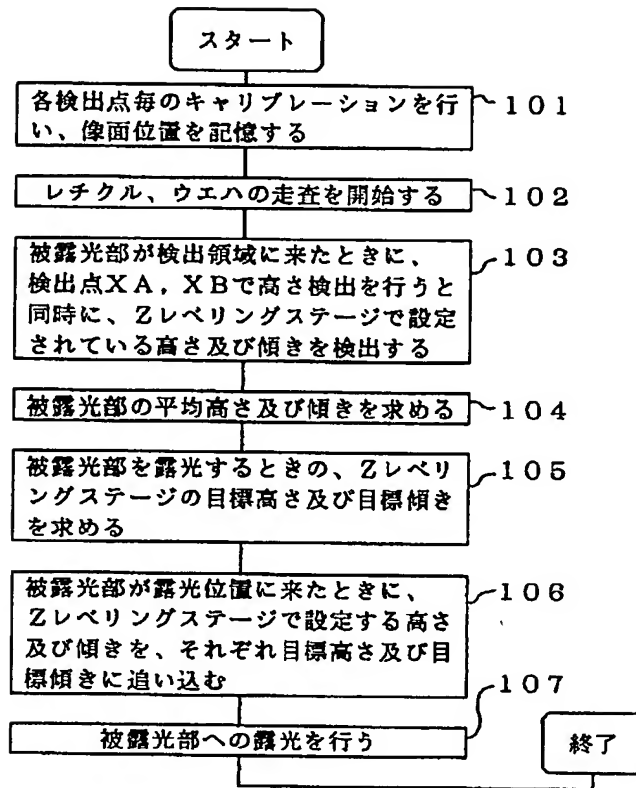 スタート
各検出点毎のキャリブレーションを行
い、像面位置を記憶する
101
レチクル、ウエハの走査を開始する
102
被露光部が検出領域に来たときに、
検出点XA,XBで高さ検出を行うと
同時に、Zレベリングステージで設定
されている高さ及び傾きを検出する
103
被露光部の平均高さ及び傾きを求める
104
被露光部を露光するときの、Zレベリ
ングステージの目標高さ及び目標傾き
を求める
105
被露光部が露光位置に来たときに、
Zレベリングステージで設定する高さ
及び傾きを、それぞれ目標高さ及び目
標傾きに追い込む
106
被露光部への露光を行う
107
終了